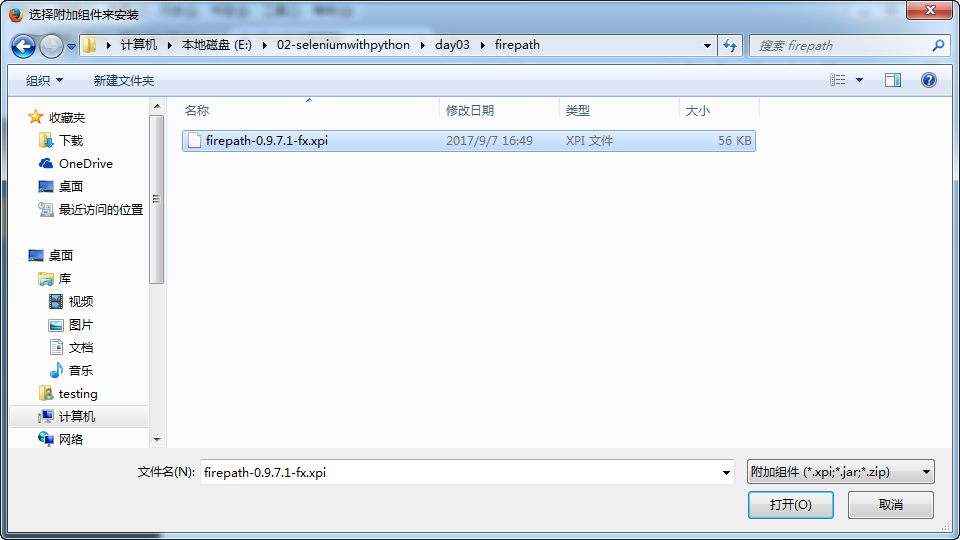 选择附加组件来安装
计算机 本地磁盘 (E:) 02-seleniumwithpython day03 firepath 搜索 firepath
组织 新建文件夹
名称 修改日期 类型 大小
firepath-0.9.7.1-fx.xpi 2017/9/7 16:49 XPI 文件 56 KB
收藏夹
下载
OneDrive
桌面
最近访问的位置
桌面
库
视频
图片
文档
音乐
testing
计算机
网络
文件名(N): firepath-0.9.7.1-fx.xpi 附加组件 (*.xpi;*.jar;*.zip)
打开(O) 取消